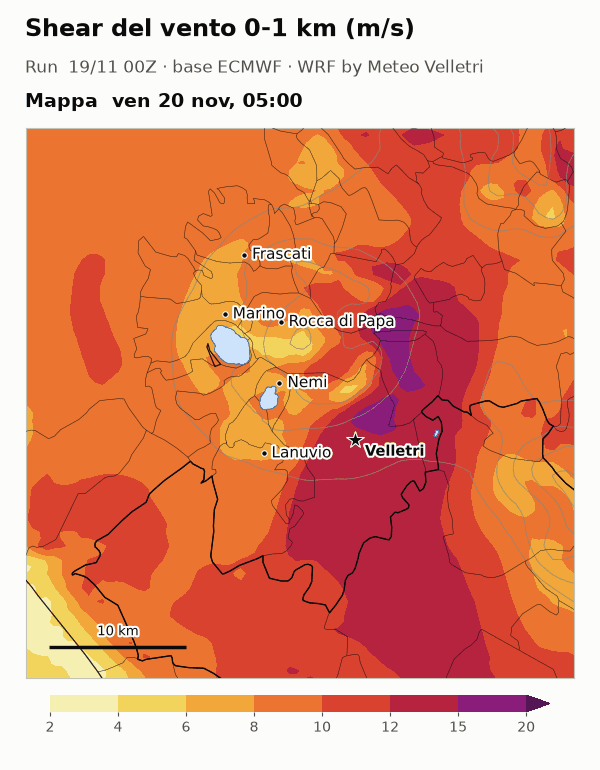 Shear del vento 0-1 km (m/s)
Run  19/11 00Z · base ECMWF · WRF by Meteo Velletri
Mappa  ven 20 nov, 05:00
Frascati
Marino
Rocca di Papa
Nemi
Velletri
Lanuvio
10 km
2 4 6 8 10 12 15 20